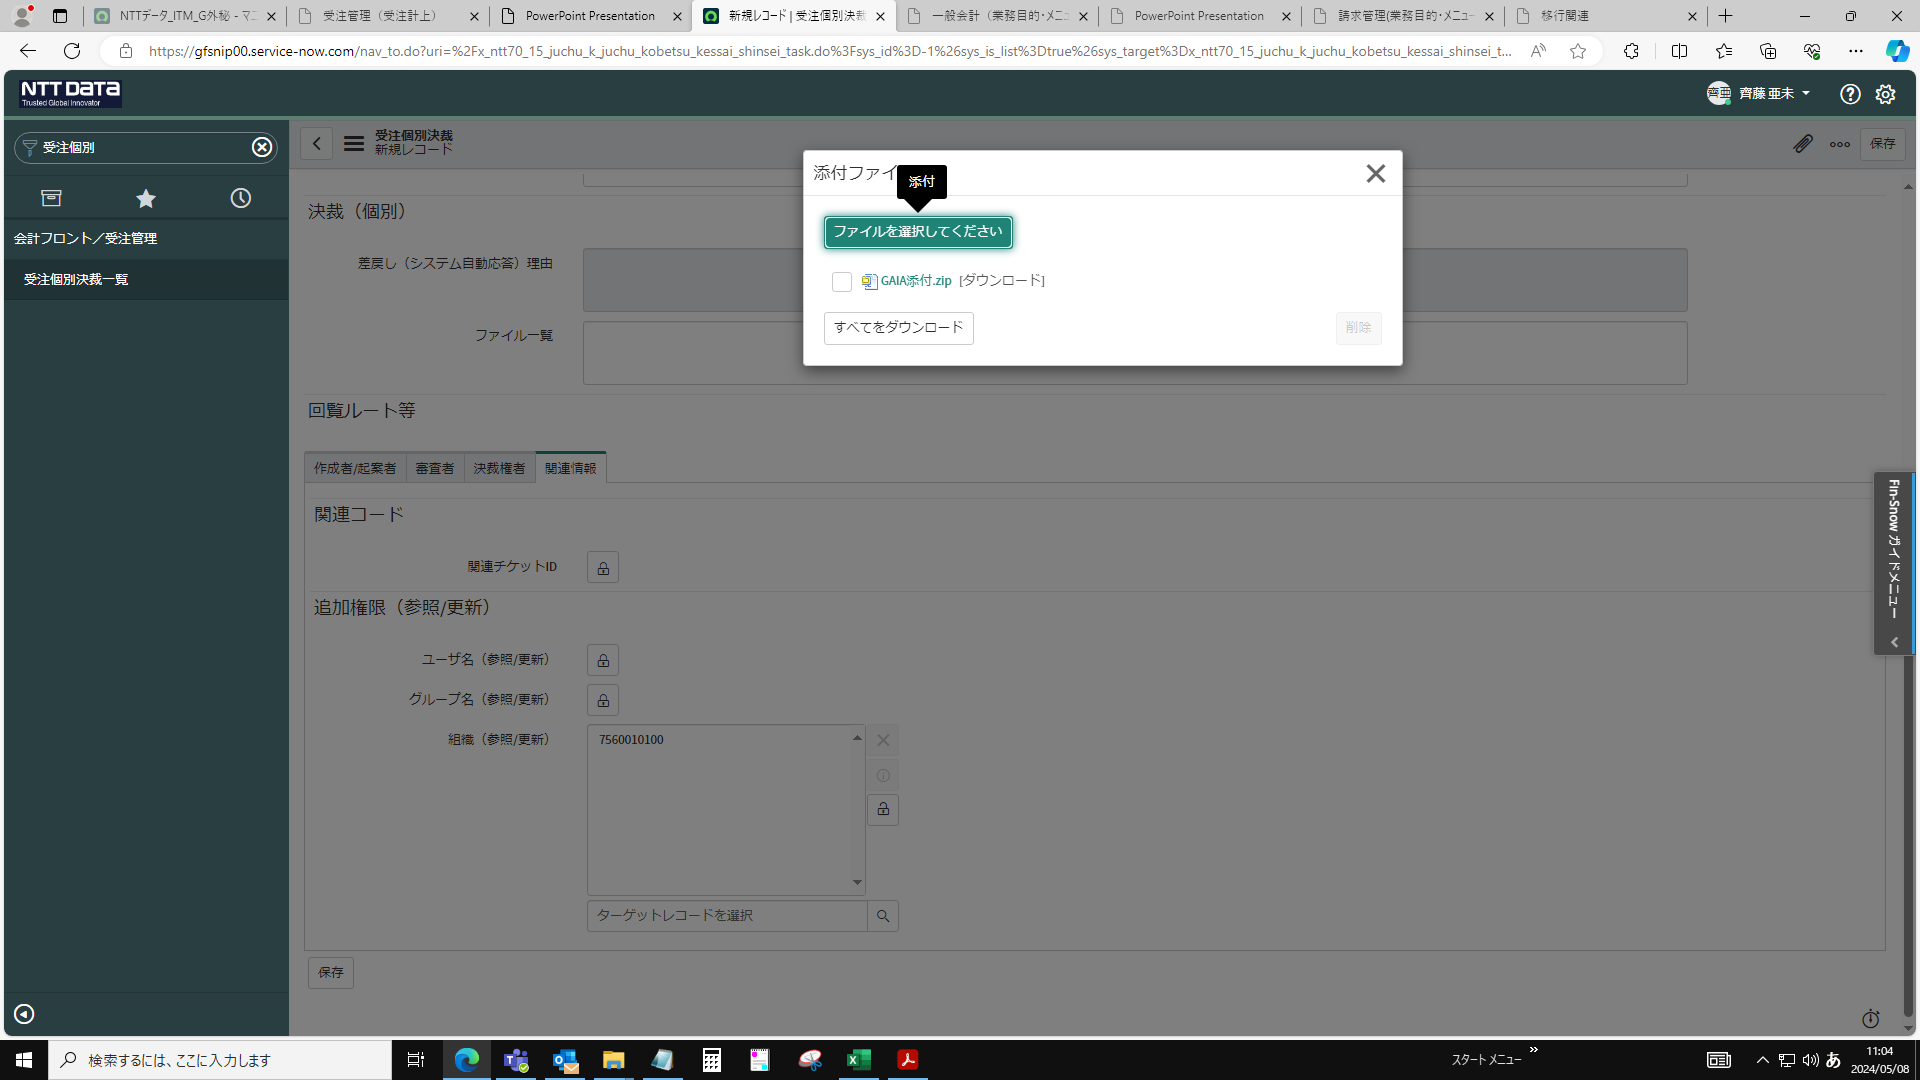 NTTデータ_ITM_G外秘 - マニ
受注管理（受注計上）
PowerPoint Presentation
新規レコード | 受注個別決裁
一般会計（業務目的･メニュ
PowerPoint Presentation
請求管理(業務目的･メニュー
移行関連
https://gfsnip00.service-now.com/nav_to.do?uri=%2Fx_ntt70_15_juchu_k_juchu_kobetsu_kessai_shinsei_task.do%3Fsys_id%3D-1%26sys_is_list%3Dtrue%26sys_target%3Dx_ntt70_15_juchu_k_juchu_kobetsu_kessai_shinsei_t...
NTT DATA
Trusted Global Innovator
齊亜
齊藤 亜未
受注個別
会計フロント／受注管理
受注個別決裁一覧
受注個別決裁
新規レコード
保存
添付ファイ
添付
ファイルを選択してください
GAIA添付.zip [ダウンロード]
すべてをダウンロード
削除
決裁（個別）
差戻し（システム自動応答）理由
ファイル一覧
回覧ルート等
作成者/起案者
審査者
決裁権者
関連情報
関連コード
関連チケットID
追加権限（参照/更新）
ユーザ名（参照/更新）
グループ名（参照/更新）
組織（参照/更新）
7560010100
ターゲットレコードを選択
保存
Fin-Snow ガイドメニュー
検索するには、ここに入力します
スタート メニュー
あ
11:04
2024/05/08